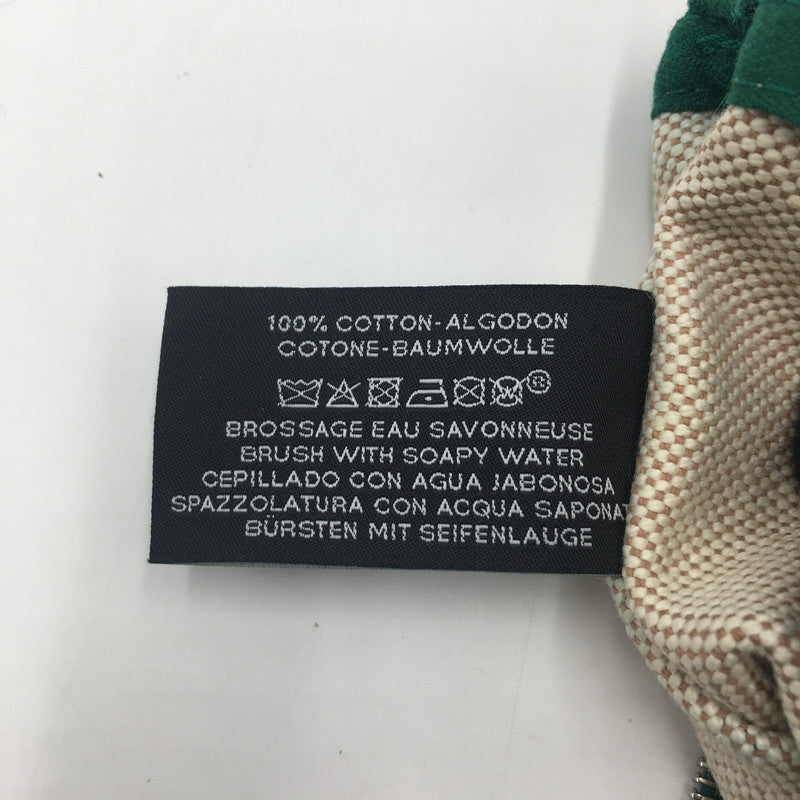 100% COTTON-ALGODON
COTONE-BAUMWOLLE
®
BROSSAGE EAU SAVONNEUSE
BRUSH WITH SOAPY WATER
CEPILLADO CON AGUA JABONOSA
SPAZZOLATURA CON ACQUA SAPONAT
BÜRSTEN MIT SEIFENLAUGE